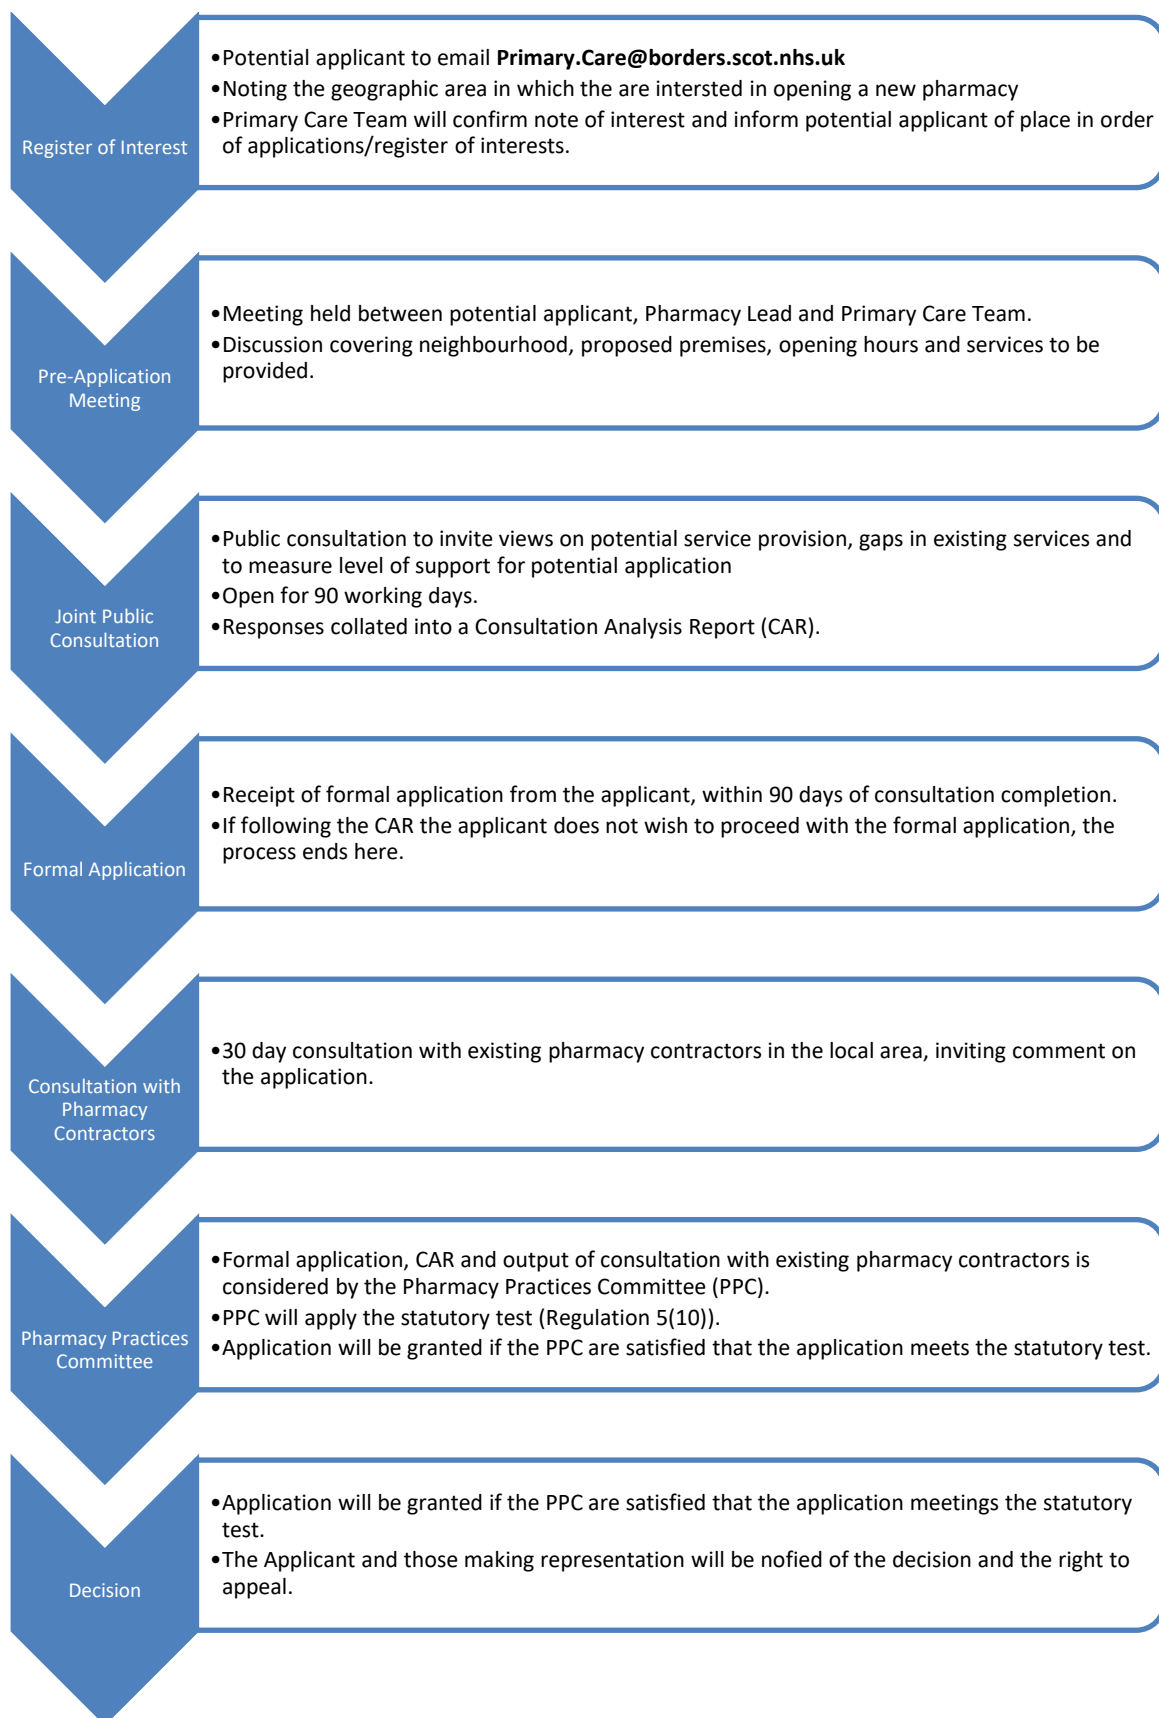 Register of Interest
•Potential applicant to email Primary.Care@borders.scot.nhs.uk
•Noting the geographic area in which the are intersted in opening a new pharmacy
•Primary Care Team will confirm note of interest and inform potential applicant of place in order
of applications/register of interests.
Pre-Application
Meeting
•Meeting held between potential applicant, Pharmacy Lead and Primary Care Team.
•Discussion covering neighbourhood, proposed premises, opening hours and services to be
provided.
Joint Public
Consultation
•Public consultation to invite views on potential service provision, gaps in existing services and
to measure level of support for potential application
•Open for 90 working days.
•Responses collated into a Consultation Analysis Report (CAR).
Formal Application
•Receipt of formal application from the applicant, within 90 days of consultation completion.
•If following the CAR the applicant does not wish to proceed with the formal application, the
process ends here.
Consultation with
Pharmacy
Contractors
•30 day consultation with existing pharmacy contractors in the local area, inviting comment on
the application.
Pharmacy Practices
Committee
•Formal application, CAR and output of consultation with existing pharmacy contractors is
considered by the Pharmacy Practices Committee (PPC).
•PPC will apply the statutory test (Regulation 5(10)).
•Application will be granted if the PPC are satisfied that the application meets the statutory test.
Decision
•Application will be granted if the PPC are satisfied that the application meetings the statutory
test.
•The Applicant and those making representation will be nofied of the decision and the right to
appeal.